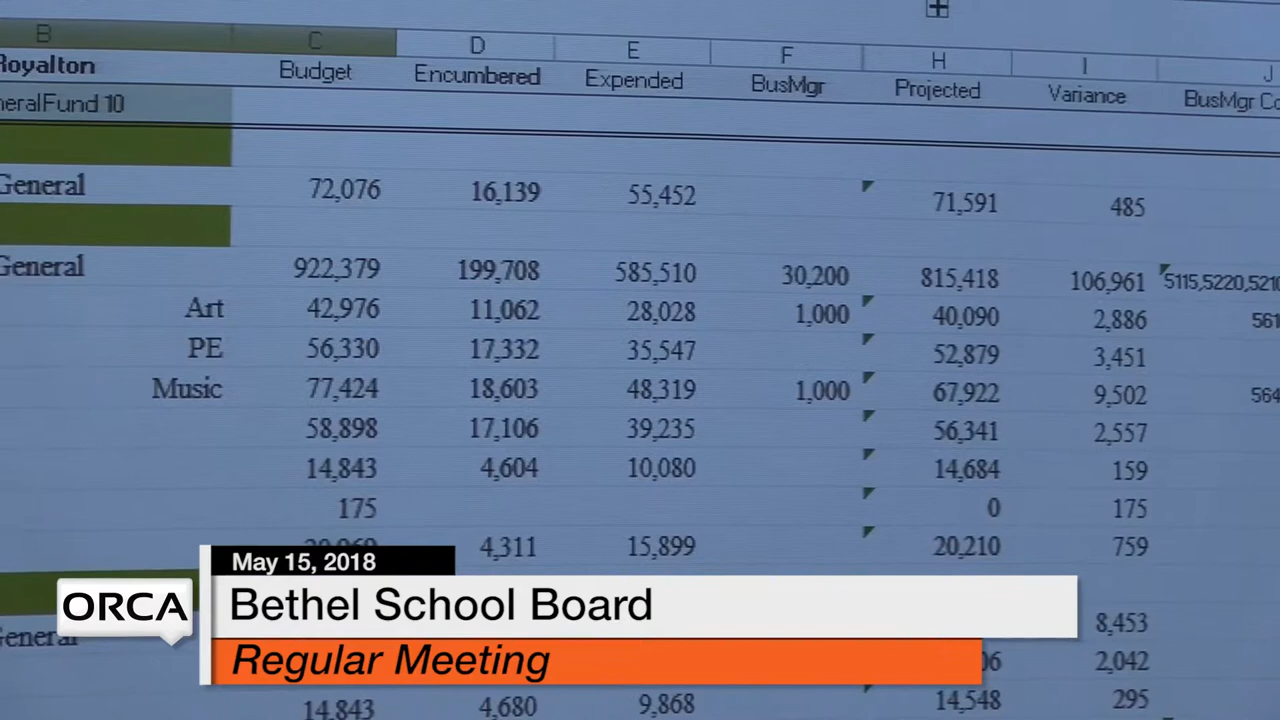 B C D E F H I J
Royalton Budget Encumbered Expended BusMgr Projected Variance BusMgr Co
neralFund 10
General 72,076 16,139 55,452 71,591 485
General 922,379 199,708 585,510 30,200 815,418 106,961 5115,5220,5210
Art 42,976 11,062 28,028 1,000 40,090 2,886 561
PE 56,330 17,332 35,547 52,879 3,451
Music 77,424 18,603 48,319 1,000 67,922 9,502 564
58,898 17,106 39,235 56,341 2,557
14,843 4,604 10,080 14,684 159
175 0 175
4,311 15,899 20,210 759
May 15, 2018
ORCA
Bethel School Board
General 8,453
Regular Meeting
06 2,042
14,843 4,680 9,868 14,548 295